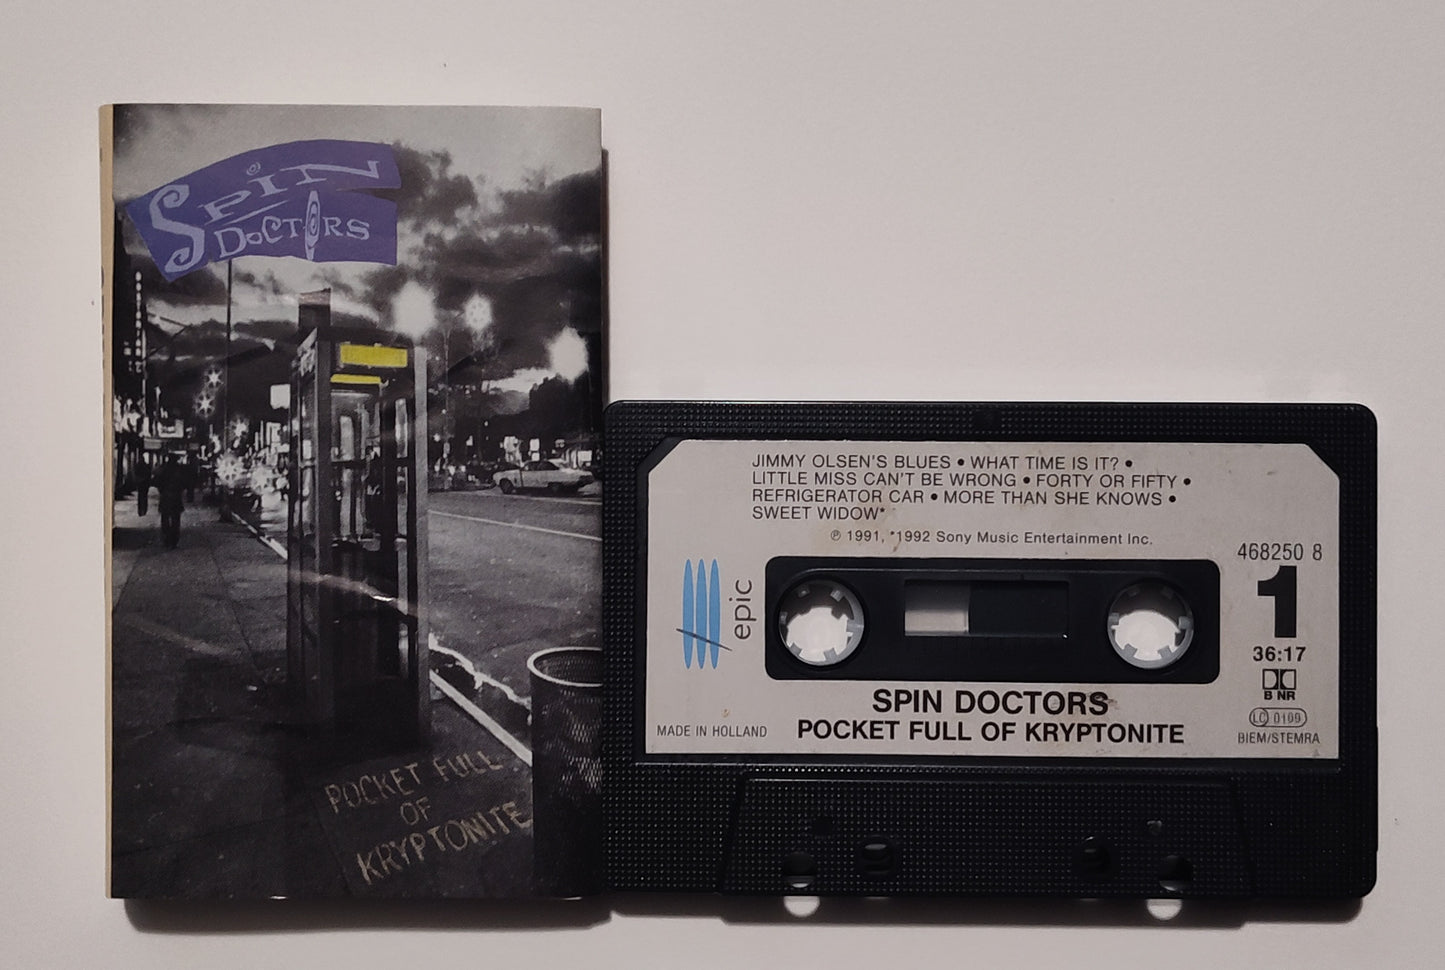 SPIN
DOCTORS
POCKET FULL
OF
KRYPTONITE
JIMMY OLSEN'S BLUES • WHAT TIME IS IT? •
LITTLE MISS CAN'T BE WRONG • FORTY OR FIFTY •
REFRIGERATOR CAR • MORE THAN SHE KNOWS •
SWEET WIDOW*
℗ 1991, *1992 Sony Music Entertainment Inc.
468250 8
1
epic
36:17
B NR
SPIN DOCTORS
LC 0199
MADE IN HOLLAND
POCKET FULL OF KRYPTONITE
BIEM/STEMRA